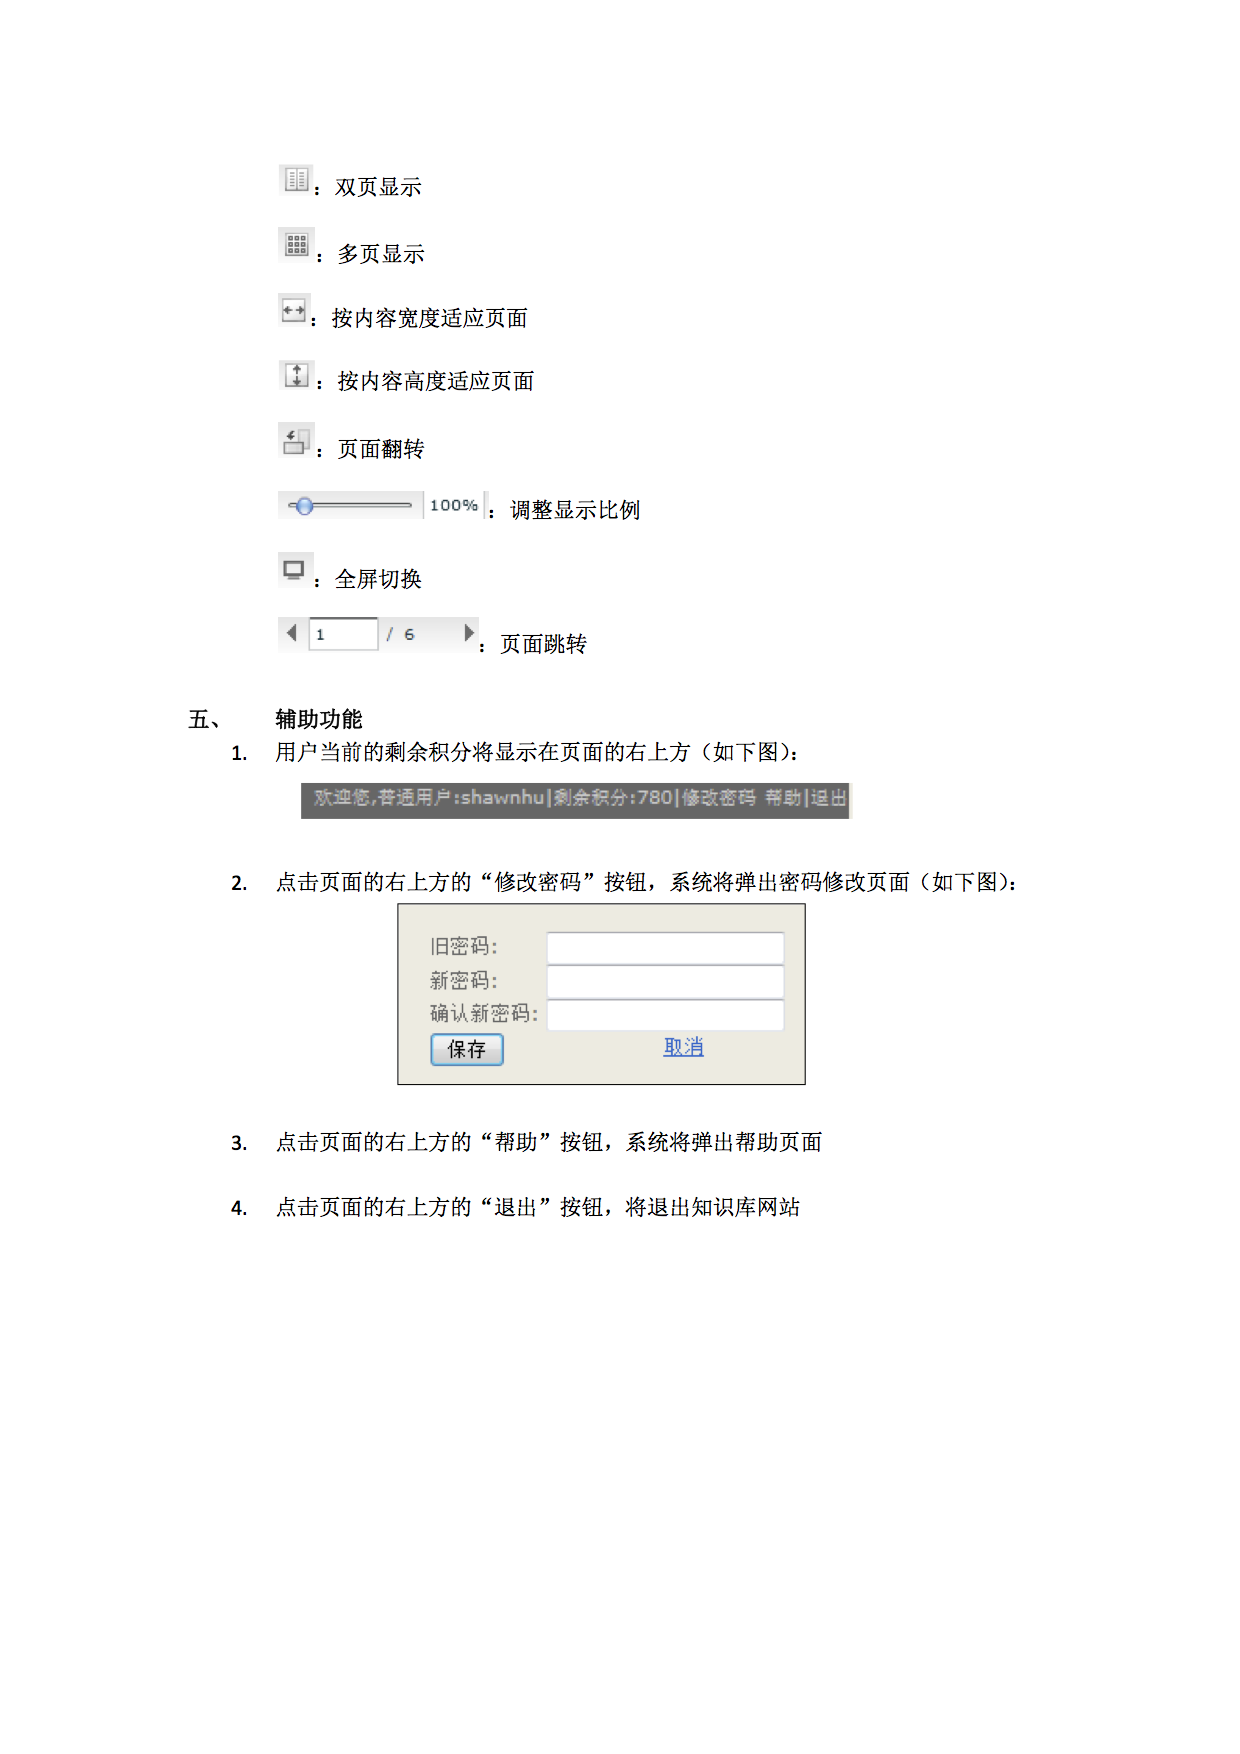 ：双页显示
：多页显示
：按内容宽度适应页面
：按内容高度适应页面
：页面翻转
100%：调整显示比例
：全屏切换
1 / 6：页面跳转
五、 辅助功能
1. 用户当前的剩余积分将显示在页面的右上方（如下图）：
欢迎您,普通用户:shawnhu|剩余积分:780|修改密码 帮助|退出
2. 点击页面的右上方的“修改密码”按钮，系统将弹出密码修改页面（如下图）：
旧密码:
新密码:
确认新密码:
保存 取消
3. 点击页面的右上方的“帮助”按钮，系统将弹出帮助页面
4. 点击页面的右上方的“退出”按钮，将退出知识库网站